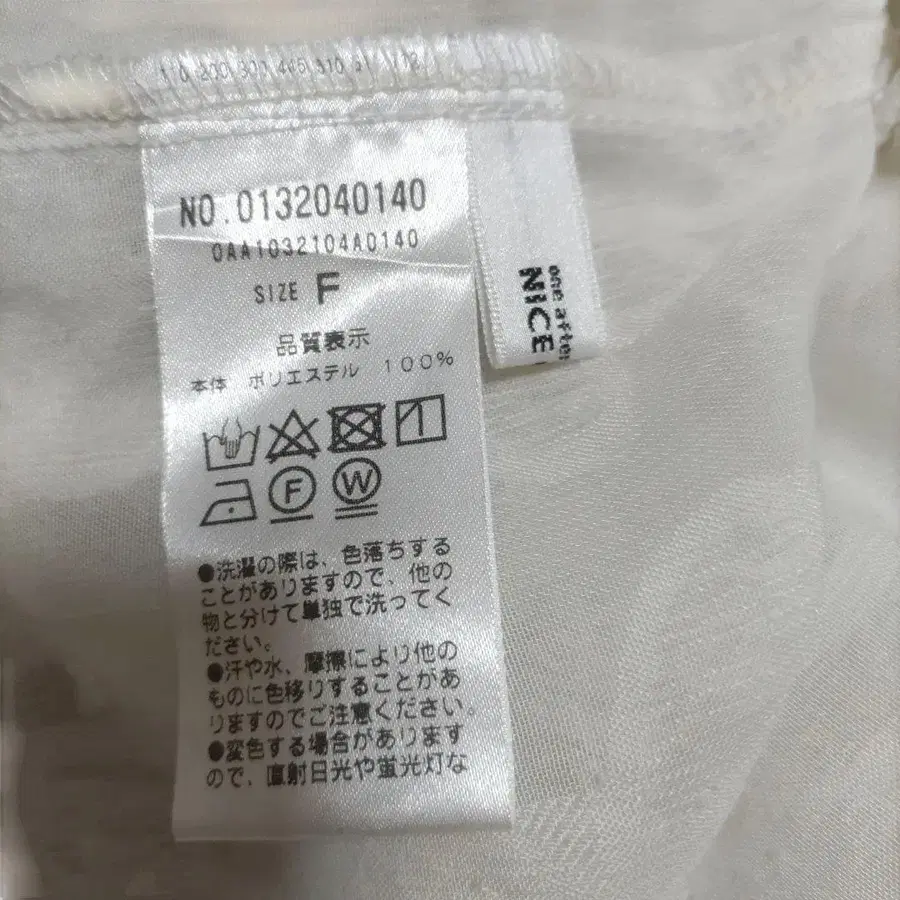 NO.0132040140
0AA1032104A0140
SIZE F
品質表示
本体 ポリエステル 100%
F
W
●洗濯の際は、色落ちする
ことがありますので、他の
物と分けて単独で洗ってく
ださい。
●汗や水、摩擦により他の
ものに色移りすることがあ
りますのでご注意ください。
●変色する場合があります
ので、直射日光や蛍光灯な
one after
NICE